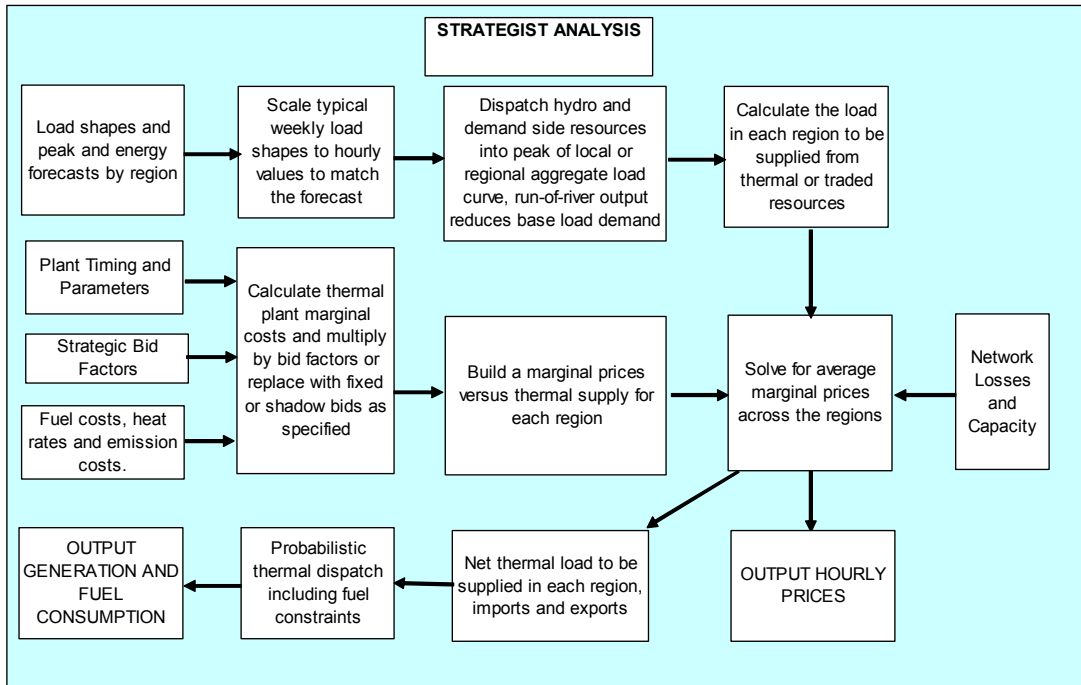 STRATEGIST ANALYSIS
Load shapes and
peak and energy
forecasts by region
Scale typical
weekly load
shapes to hourly
values to match
the forecast
Dispatch hydro and
demand side resources
into peak of local or
regional aggregate load
curve, run-of-river output
reduces base load demand
Calculate the load
in each region to be
supplied from
thermal or traded
resources
Plant Timing and
Parameters
Strategic Bid
Factors
Fuel costs, heat
rates and emission
costs.
Calculate thermal
plant marginal
costs and multiply
by bid factors or
replace with fixed
or shadow bids as
specified
Build a marginal prices
versus thermal supply for
each region
Solve for average
marginal prices
across the regions
Network
Losses
and
Capacity
OUTPUT
GENERATION AND
FUEL
CONSUMPTION
Probabilistic
thermal dispatch
including fuel
constraints
Net thermal load to be
supplied in each region,
imports and exports
OUTPUT HOURLY
PRICES